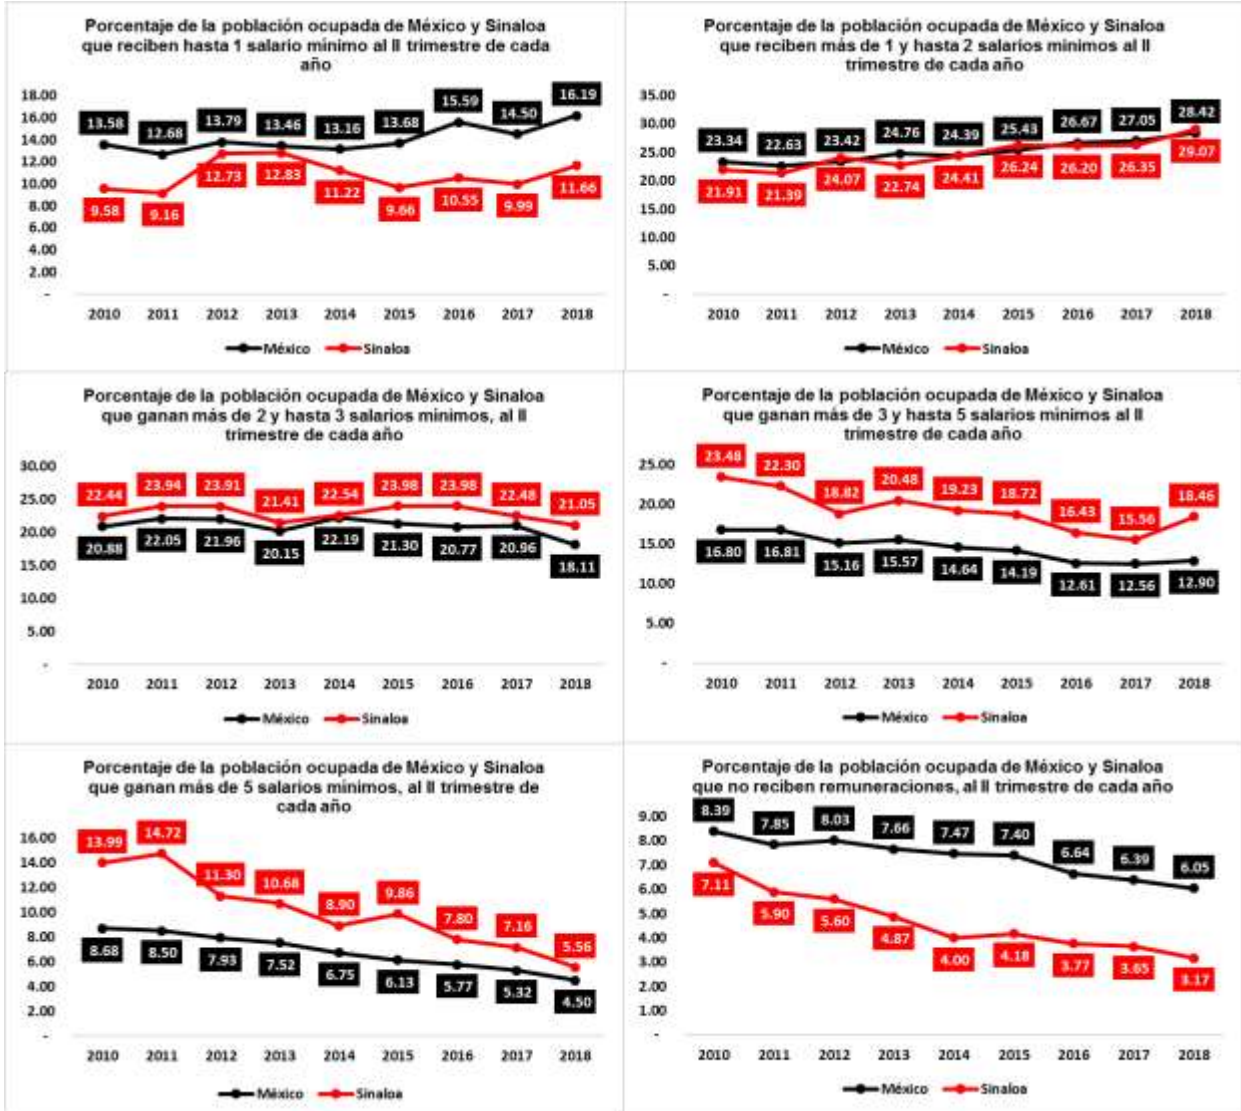 Porcentaje de la población ocupada de México y Sinaloa
que reciben hasta 1 salario mínimo al II trimestre de cada
año
18.00
16.00
14.00
12.00
10.00
8.00
6.00
4.00
2.00
-
13.58 12.68 13.79 13.46 13.16 13.68 15.59 14.50 16.19
9.58 9.16 12.73 12.83 11.22 9.66 10.55 9.99 11.66
2010 2011 2012 2013 2014 2015 2016 2017 2018
México Sinaloa
Porcentaje de la población ocupada de México y Sinaloa
que reciben más de 1 y hasta 2 salarios mínimos al II
trimestre de cada año
35.00
30.00
25.00
20.00
15.00
10.00
5.00
-
23.34 22.63 23.42 24.76 24.39 25.43 26.67 27.05 28.42
21.91 21.39 24.07 22.74 24.41 26.24 26.20 26.35 29.07
2010 2011 2012 2013 2014 2015 2016 2017 2018
México Sinaloa
Porcentaje de la población ocupada de México y Sinaloa
que ganan más de 2 y hasta 3 salarios mínimos, al II
trimestre de cada año
30.00
25.00
20.00
15.00
10.00
5.00
-
22.44 23.94 23.91 21.41 22.54 23.98 23.98 22.48 21.05
20.88 22.05 21.96 20.15 22.19 21.30 20.77 20.96 18.11
2010 2011 2012 2013 2014 2015 2016 2017 2018
México Sinaloa
Porcentaje de la población ocupada de México y Sinaloa
que ganan más de 3 y hasta 5 salarios mínimos al II
trimestre de cada año
25.00
20.00
15.00
10.00
5.00
-
23.48 22.30 18.82 20.48 19.23 18.72 16.43 15.56 18.46
16.80 16.81 15.16 15.57 14.64 14.19 12.61 12.56 12.90
2010 2011 2012 2013 2014 2015 2016 2017 2018
México Sinaloa
Porcentaje de la población ocupada de México y Sinaloa
que ganan más de 5 salarios mínimos, al II trimestre de
cada año
16.00
14.00
12.00
10.00
8.00
6.00
4.00
2.00
-
13.99 14.72 11.30 10.68 8.90 9.86 7.80 7.16 5.56
8.68 8.50 7.93 7.52 6.75 6.13 5.77 5.32 4.50
2010 2011 2012 2013 2014 2015 2016 2017 2018
México Sinaloa
Porcentaje de la población ocupada de México y Sinaloa
que no reciben remuneraciones, al II trimestre de cada año
9.00
8.00
7.00
6.00
5.00
4.00
3.00
2.00
1.00
-
8.39 7.85 8.03 7.66 7.47 7.40 6.64 6.39 6.05
7.11 5.90 5.60 4.87 4.00 4.18 3.77 3.65 3.17
2010 2011 2012 2013 2014 2015 2016 2017 2018
México Sinaloa